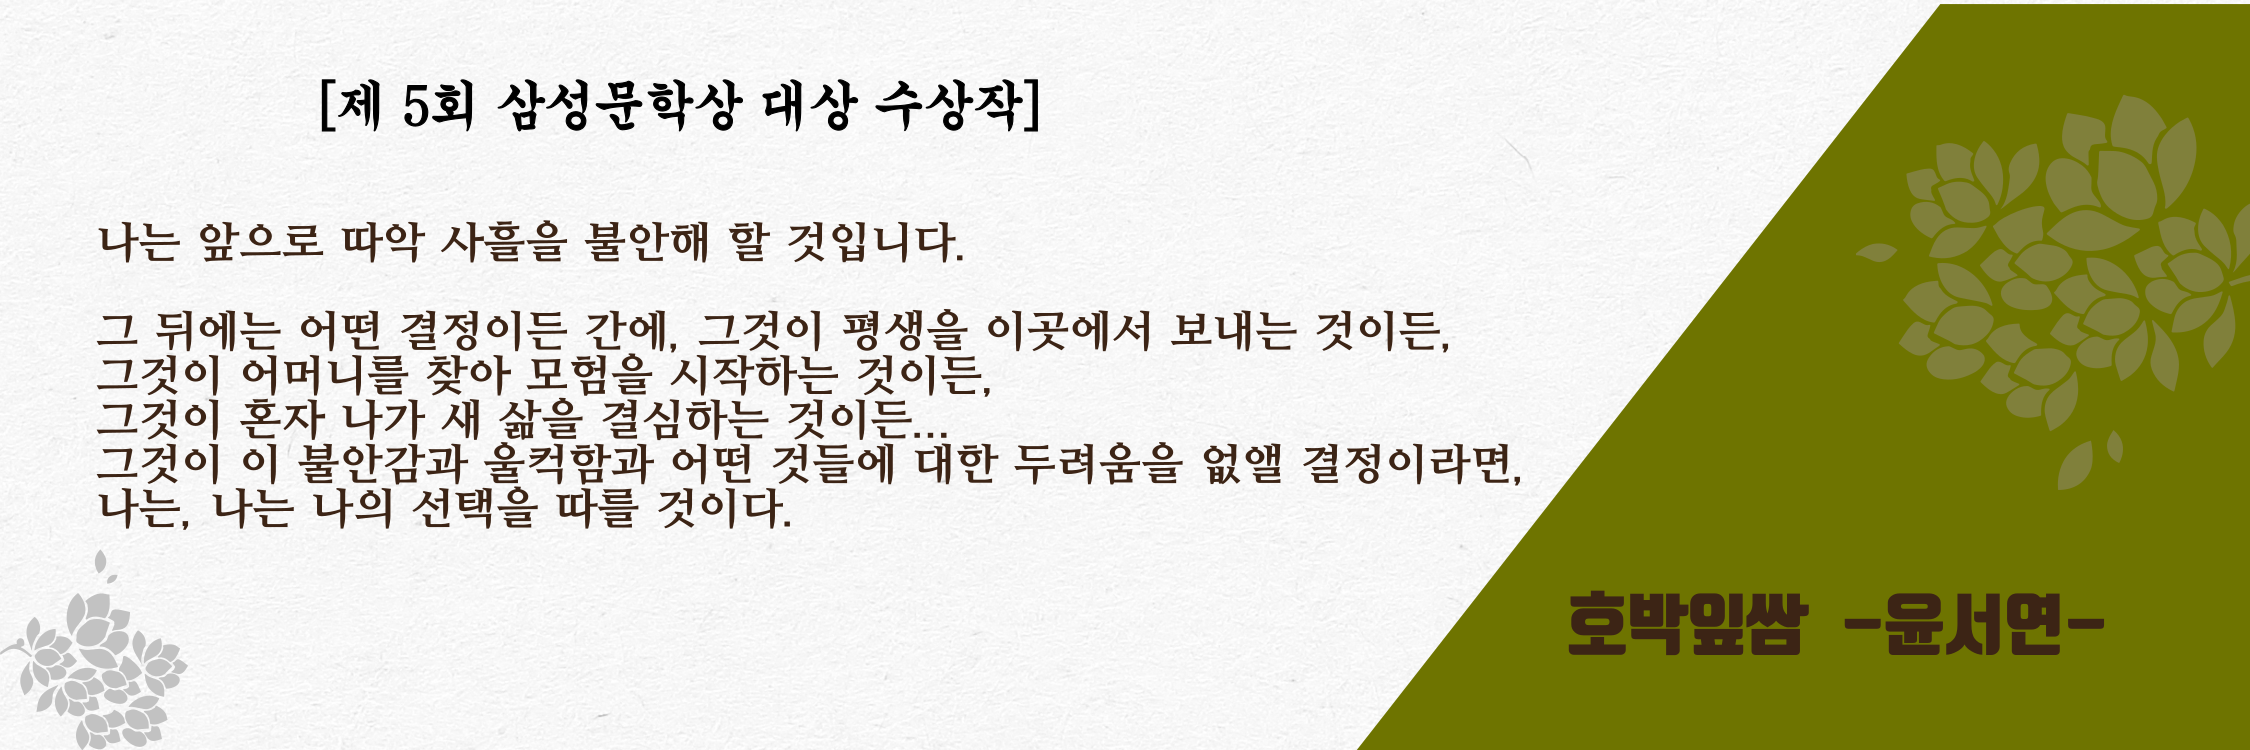 [제 5회 삼성문학상 대상 수상작]
나는 앞으로 따악 사흘을 불안해 할 것입니다.
그 뒤에는 어떤 결정이든 간에, 그것이 평생을 이곳에서 보내는 것이든,
그것이 어머니를 찾아 모험을 시작하는 것이든,
그것이 혼자 나가 새 삶을 결심하는 것이든...
그것이 이 불안감과 울컥함과 어떤 것들에 대한 두려움을 없앨 결정이라면,
나는, 나는 나의 선택을 따를 것이다.
호박잎쌈 -윤서연-